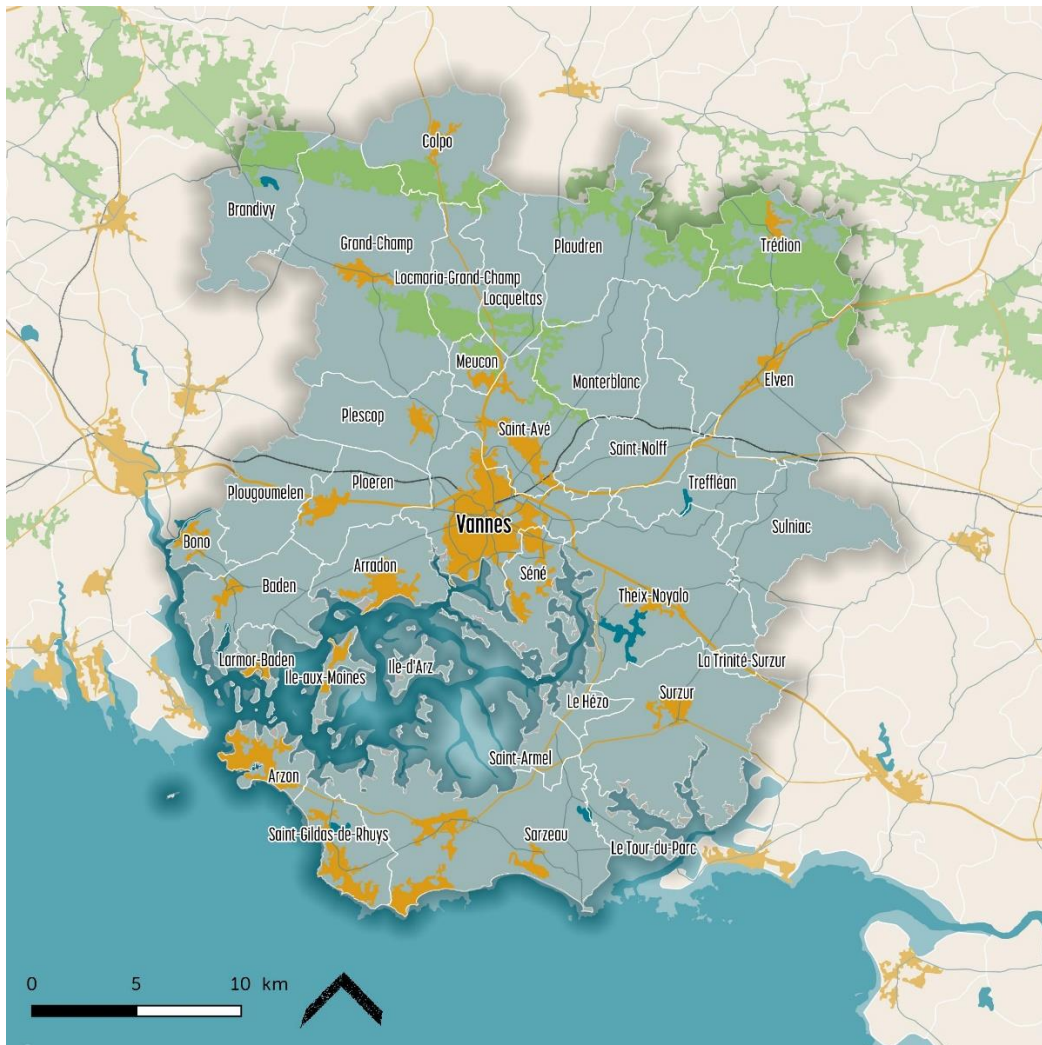 Colpo
Brandivy
Grand-Champ
Plaudren
Trédion
Locmaria-Grand-Champ
Locqueltas
Meucon
Monterblanc
Elven
Plescop
Saint-Avé
Saint-Nolff
Ploeren
Treffléan
Plougoumelen
Vannes
Sulniac
Bono
Arradon
Séné
Baden
Theix-Noyalo
Larmor-Baden
Ile-d'Arz
La Trinité-Surzur
Ile-aux-Moines
Le Hézo
Surzur
Saint-Armel
Arzon
Saint-Gildas-de-Rhuys
Sarzeau
Le Tour-du-Parc
0 5 10 km